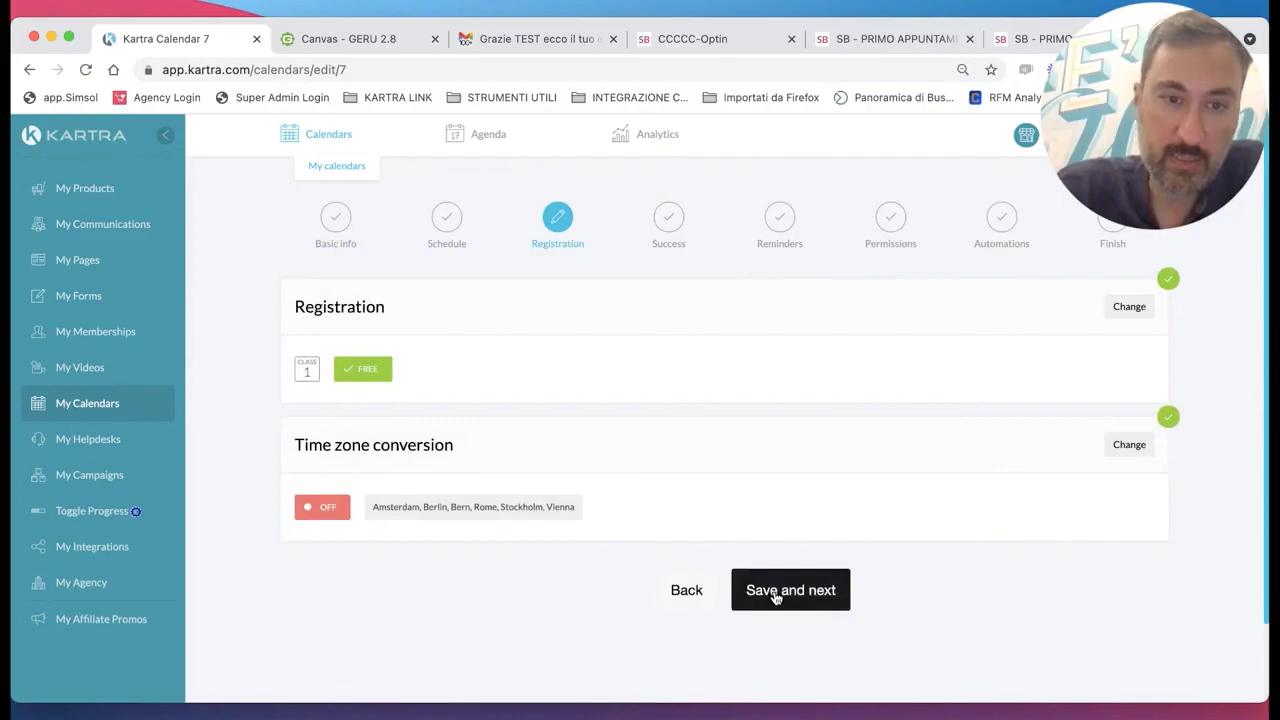 Kartra Calendar 7
Canvas - GERU 2.8
Grazie TEST ecco il tuo
CCCCC-Optin
SB - PRIMO APPUNTAM
SB - PRIMO
app.kartra.com/calendars/edit/7
app.Simsol
Agency Login
Super Admin Login
KARTRA LINK
STRUMENTI UTILI
INTEGRAZIONE C...
Importati da Firefox
Panoramica di Bus...
RFM Analy
KARTRA
Calendars
17
Agenda
Analytics
My calendars
My Products
My Communications
My Pages
My Forms
My Memberships
My Videos
My Calendars
My Helpdesks
My Campaigns
Toggle Progress
My Integrations
My Agency
My Affiliate Promos
Basic info
Schedule
Registration
Success
Reminders
Permissions
Automations
Finish
Registration
Change
CLASS
1
FREE
Time zone conversion
Change
OFF
Amsterdam, Berlin, Bern, Rome, Stockholm, Vienna
Back
Save and next